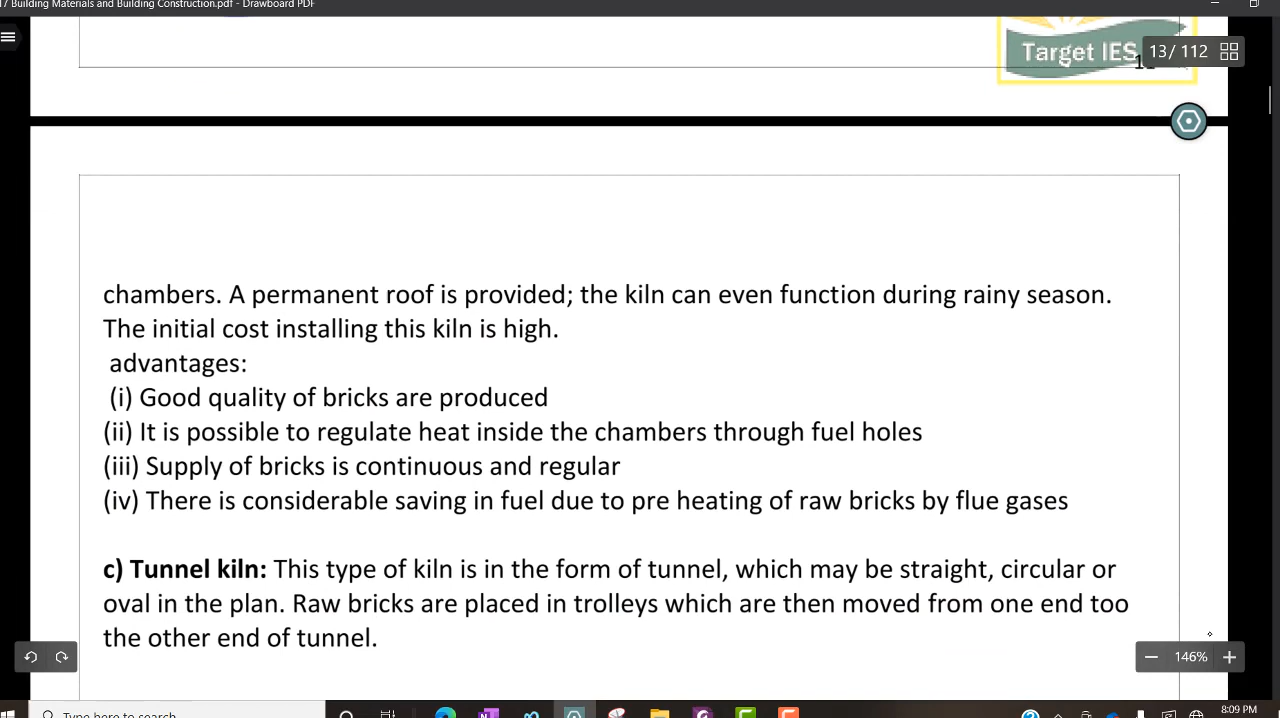 17 Building Materials and Building Construction.pdf - Drawboard PDF
Target IES
13/ 112
chambers. A permanent roof is provided; the kiln can even function during rainy season.
The initial cost installing this kiln is high.
advantages:
(i) Good quality of bricks are produced
(ii) It is possible to regulate heat inside the chambers through fuel holes
(iii) Supply of bricks is continuous and regular
(iv) There is considerable saving in fuel due to pre heating of raw bricks by flue gases
c) Tunnel kiln: This type of kiln is in the form of tunnel, which may be straight, circular or
oval in the plan. Raw bricks are placed in trolleys which are then moved from one end too
the other end of tunnel.
146%
Type here to search
8:09 PM